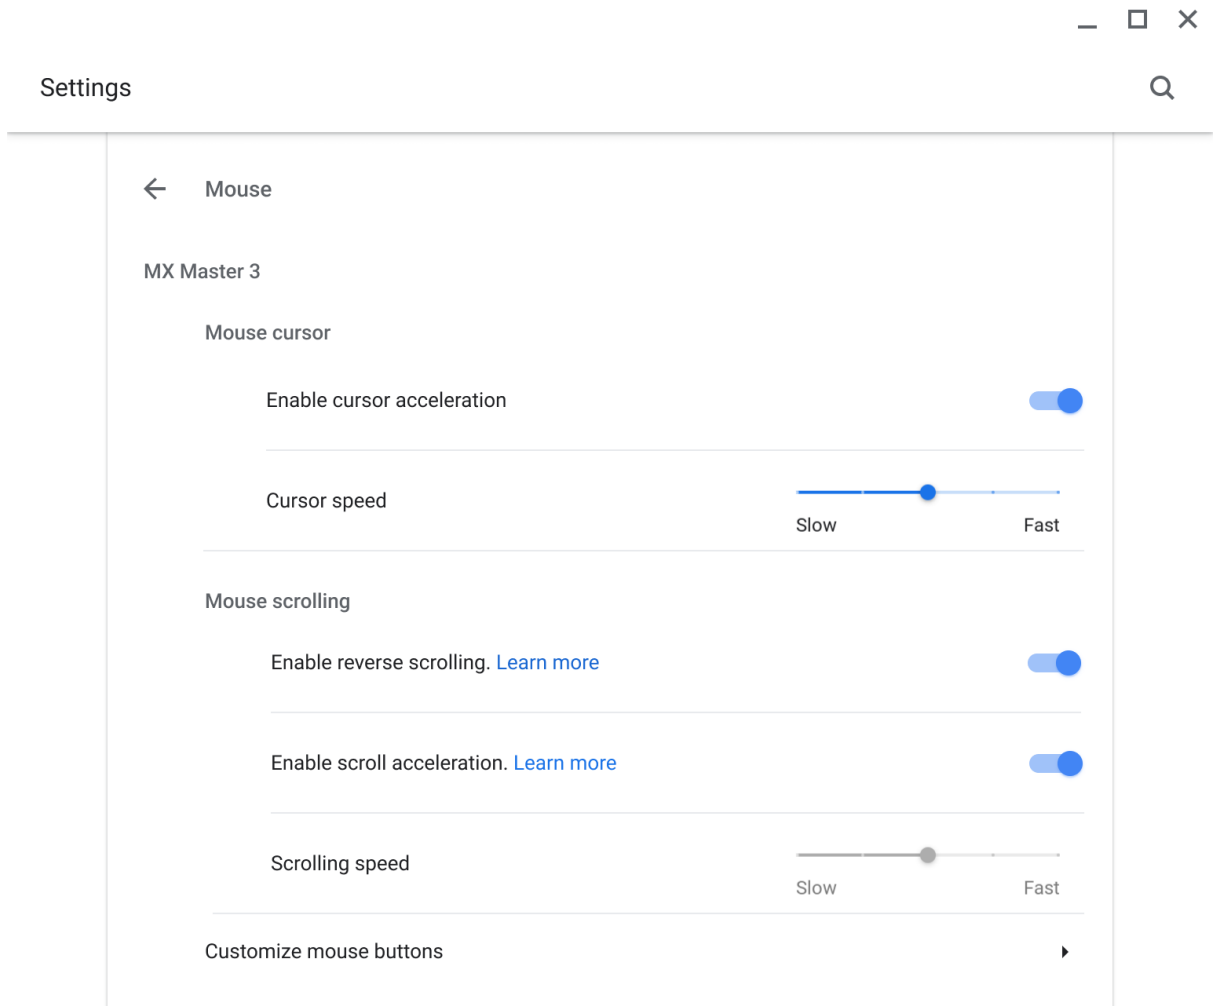 Settings
Mouse
MX Master 3
Mouse cursor
Enable cursor acceleration
Cursor speed
Slow Fast
Mouse scrolling
Enable reverse scrolling. Learn more
Enable scroll acceleration. Learn more
Scrolling speed
Slow Fast
Customize mouse buttons